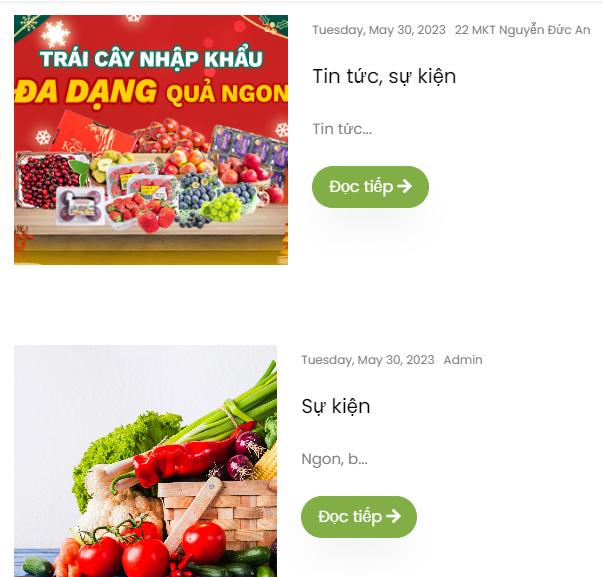 TRÁI CÂY NHẬP KHẨU
ĐA DẠNG QUẢ NGON
Tuesday, May 30, 2023 22 MKT Nguyễn Đức An
Tin tức, sự kiện
Tin tức...
Đọc tiếp →
Tuesday, May 30, 2023 Admin
Sự kiện
Ngon, b...
Đọc tiếp →